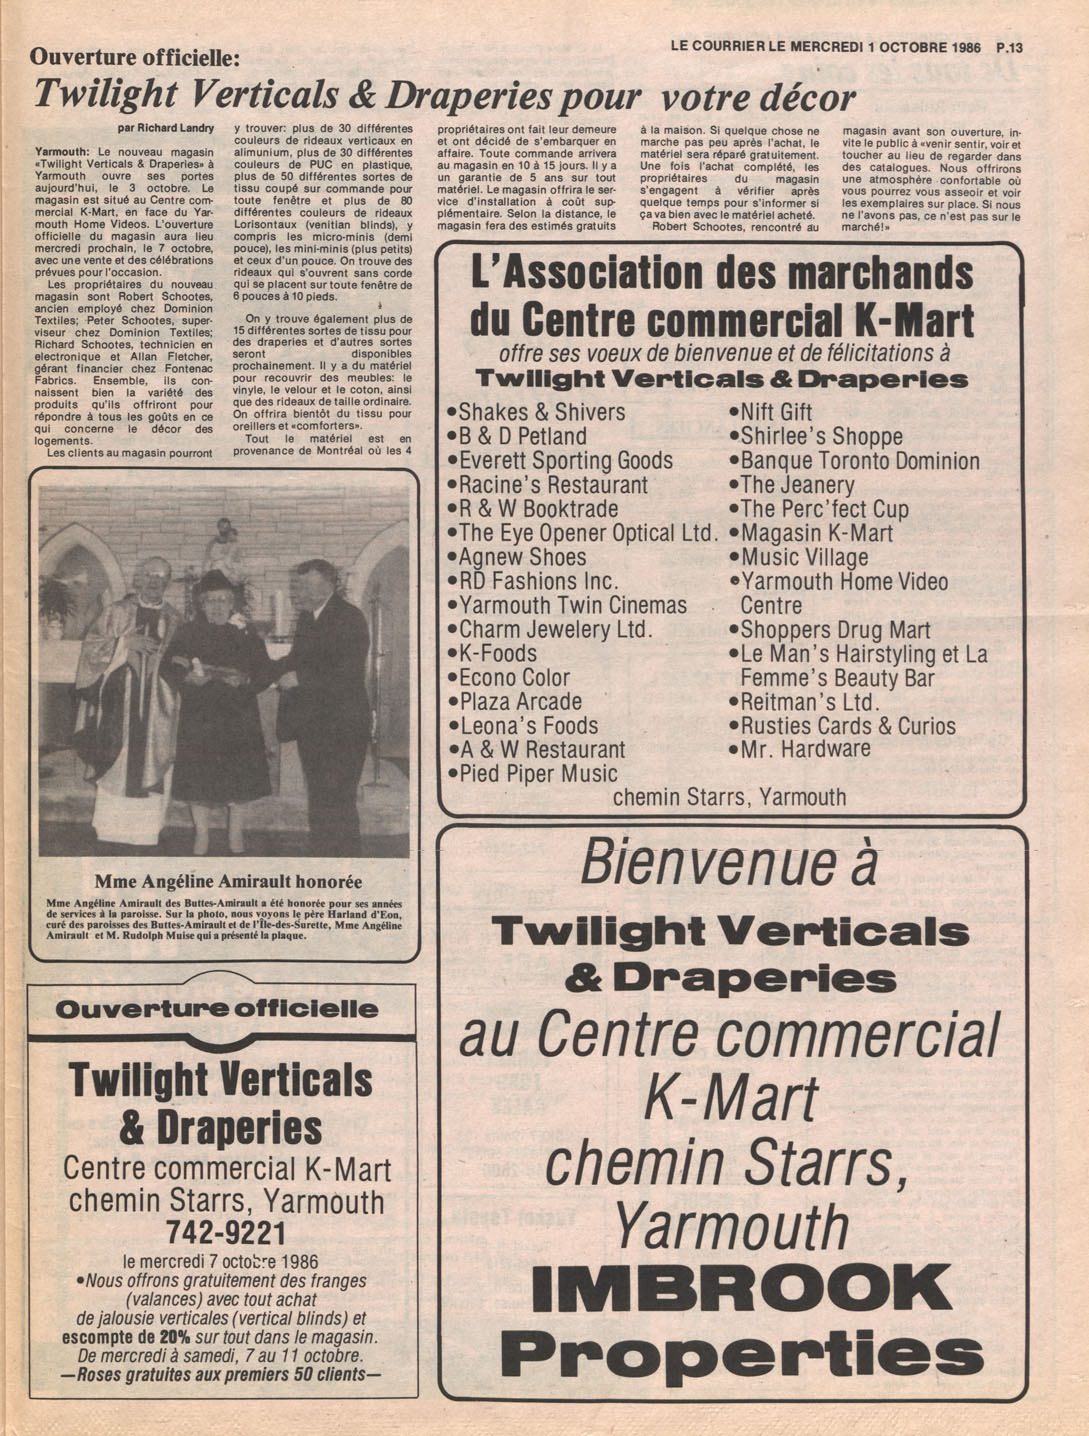 LE COURRIER LE MERCREDI 1 OCTOBRE 1986 P.13
Ouverture officielle:
Twilight Verticals & Draperies pour votre décor
par Richard Landry
Yarmouth: Le nouveau magasin
«Twilight Verticals & Draperies» à
Yarmouth ouvre ses portes
aujourd'hui, le 3 octobre. Le
magasin est situé au Centre com-
mercial K-Mart, en face du Yar-
mouth Home Videos. L'ouverture
officielle du magasin aura lieu
mercredi prochain, le 7 octobre,
avec une vente et des célébrations
prévues pour l'occasion.
Les propriétaires du nouveau
magasin sont Robert Schootes,
ancien employé chez Dominion
Textiles; Peter Schootes, super-
viseur chez Dominion Textiles;
Richard Schootes, technicien en
electronique et Allan Fletcher,
gérant financier chez Fontenac
Fabrics. Ensemble, ils con-
naissent bien la variété des
produits qu'ils offriront pour
répondre à tous les goûts en ce
qui concerne le décor des
logements.
Les clients au magasin pourront
y trouver: plus de 30 différentes
couleurs de rideaux verticaux en
alimunium, plus de 30 différentes
couleurs de PUC en plastique,
plus de 50 différentes sortes de
tissu coupé sur commande pour
toute fenêtre et plus de 80
différentes couleurs de rideaux
Lorisontaux (venitian blinds), y
compris les micro-minis (demi
pouce), les mini-minis (plus petits)
et ceux d'un pouce. On trouve des
rideaux qui s'ouvrent sans corde
qui se placent sur toute fenêtre de
6 pouces à 10 pieds.
On y trouve également plus de
15 différentes sortes de tissu pour
des draperies et d'autres sortes
seront disponibles
prochainement. Il y a du matériel
pour recouvrir des meubles: le
vinyle, le velour et le coton, ainsi
que des rideaux de taille ordinaire.
On offrira bientôt du tissu pour
oreillers et «comforters».
Tout le matériel est en
provenance de Montréal où les 4
propriétaires ont fait leur demeure
et ont décidé de s'embarquer en
affaire. Toute commande arrivera
au magasin en 10 à 15 jours. Il y a
un garantie de 5 ans sur tout
matériel. Le magasin offrira le ser-
vice d'installation à coût sup-
plémentaire. Selon la distance, le
magasin fera des estimés gratuits
à la maison. Si quelque chose ne
marche pas peu après l'achat, le
matériel sera réparé gratuitement.
Une fois l'achat complété, les
propriétaires du magasin
s'engagent à vérifier après
quelque temps pour s'informer si
ça va bien avec le matériel acheté.
Robert Schootes, rencontré au
magasin avant son ouverture, in-
vite le public à «venir sentir, voir et
toucher au lieu de regarder dans
des catalogues. Nous offrirons
une atmosphère confortable où
vous pourrez vous asseoir et voir
les exemplaires sur place. Si nous
ne l'avons pas, ce n'est pas sur le
marché!»
L'Association des marchands
du Centre commercial K-Mart
offre ses voeux de bienvenue et de félicitations à
Twilight Verticals & Draperies
•Shakes & Shivers
•B & D Petland
•Everett Sporting Goods
•Racine's Restaurant
•R & W Booktrade
•The Eye Opener Optical Ltd.
•Agnew Shoes
•RD Fashions Inc.
•Yarmouth Twin Cinemas
•Charm Jewelery Ltd.
•K-Foods
•Econo Color
•Plaza Arcade
•Leona's Foods
•A & W Restaurant
•Pied Piper Music
•Nift Gift
•Shirlee's Shoppe
•Banque Toronto Dominion
•The Jeanery
•The Perc'fect Cup
•Magasin K-Mart
•Music Village
•Yarmouth Home Video
Centre
•Shoppers Drug Mart
•Le Man's Hairstyling et La
Femme's Beauty Bar
•Reitman's Ltd.
•Rusties Cards & Curios
•Mr. Hardware
chemin Starrs, Yarmouth
Mme Angéline Amirault honorée
Mme Angéline Amirault des Buttes-Amirault a été honorée pour ses années
de services à la paroisse. Sur la photo, nous voyons le père Harland d'Eon,
curé des paroisses des Buttes-Amirault et de l'Île-des-Surette, Mme Angéline
Amirault et M. Rudolph Muise qui a présenté la plaque.
Ouverture officielle
Twilight Verticals
& Draperies
Centre commercial K-Mart
chemin Starrs, Yarmouth
742-9221
le mercredi 7 octobre 1986
•Nous offrons gratuitement des franges
(valances) avec tout achat
de jalousie verticales (vertical blinds) et
escompte de 20% sur tout dans le magasin.
De mercredi à samedi, 7 au 11 octobre.
—Roses gratuites aux premiers 50 clients—
Bienvenue à
Twilight Verticals
& Draperies
au Centre commercial
K-Mart
chemin Starrs,
Yarmouth
IMBROOK
Properties